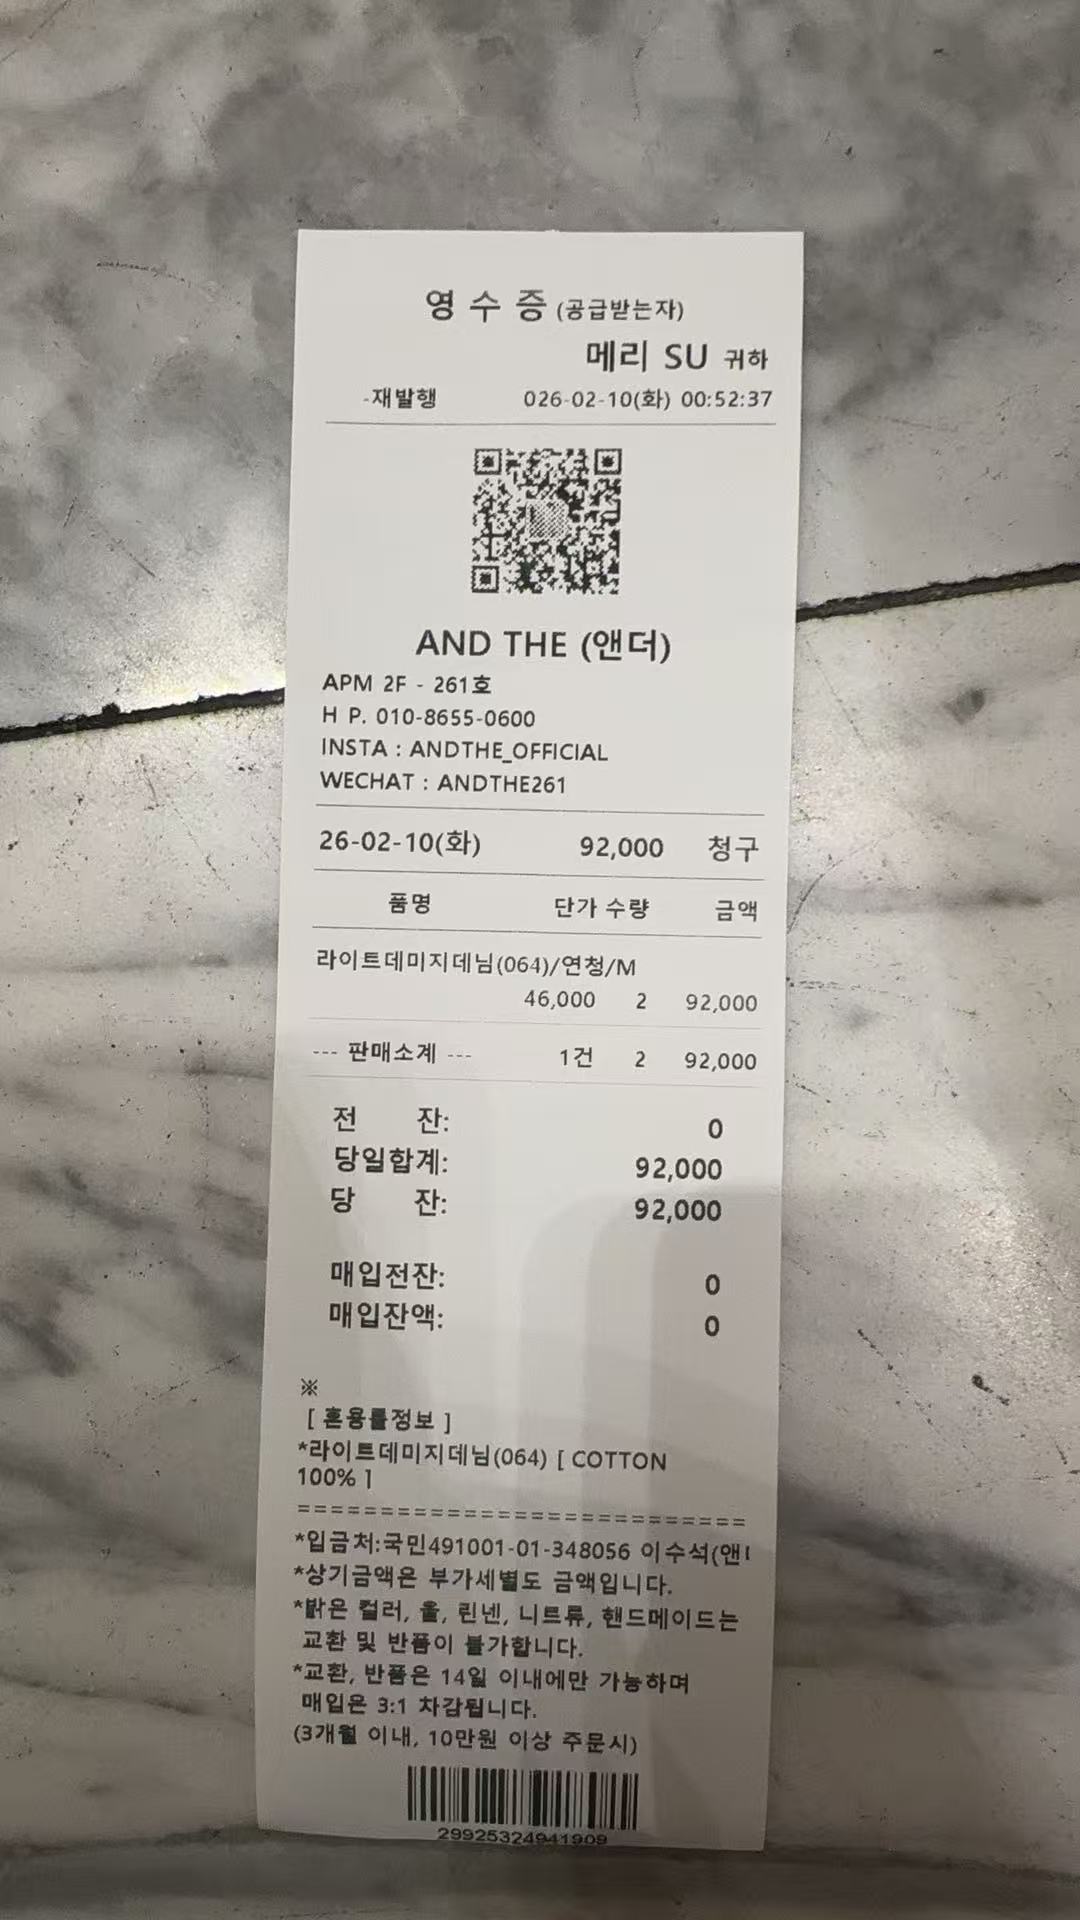 영 수 증 (공급받는자)
메리 SU 귀하
-재발행 026-02-10(화) 00:52:37
AND THE (앤더)
APM 2F - 261호
H P. 010-8655-0600
INSTA : ANDTHE_OFFICIAL
WECHAT : ANDTHE261
26-02-10(화) 92,000 청구
품명 단가 수량 금액
라이트데미지데님(064)/연청/M
46,000 2 92,000
--- 판매소계 --- 1건 2 92,000
전 잔: 0
당일합계: 92,000
당 잔: 92,000
매입전잔: 0
매입잔액: 0
※
[ 혼용률정보 ]
*라이트데미지데님(064) [ COTTON
100% ]
===========================
*입금처:국민491001-01-348056 이수석(앤
*상기금액은 부가세별도 금액입니다.
*밝은 컬러, 울, 린넨, 니트류, 핸드메이드는
교환 및 반품이 불가합니다.
*교환, 반품은 14일 이내에만 가능하며
매입은 3:1 차감됩니다.
(3개월 이내, 10만원 이상 주문시)
29925324941909